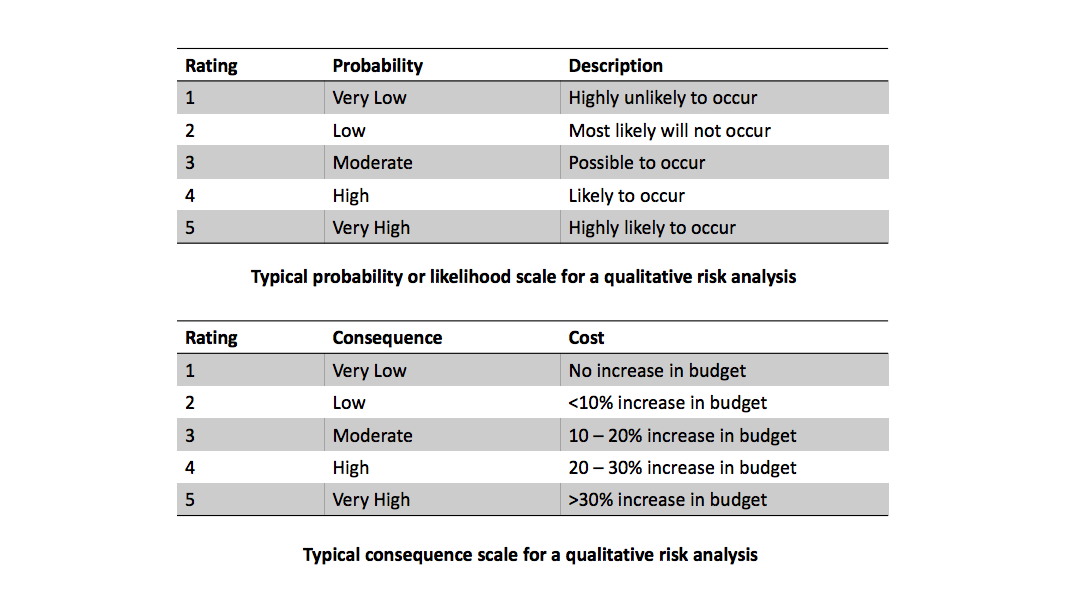 Rating Probability Description
1 Very Low Highly unlikely to occur
2 Low Most likely will not occur
3 Moderate Possible to occur
4 High Likely to occur
5 Very High Highly likely to occur
Typical probability or likelihood scale for a qualitative risk analysis
Rating Consequence Cost
1 Very Low No increase in budget
2 Low <10% increase in budget
3 Moderate 10 – 20% increase in budget
4 High 20 – 30% increase in budget
5 Very High >30% increase in budget
Typical consequence scale for a qualitative risk analysis